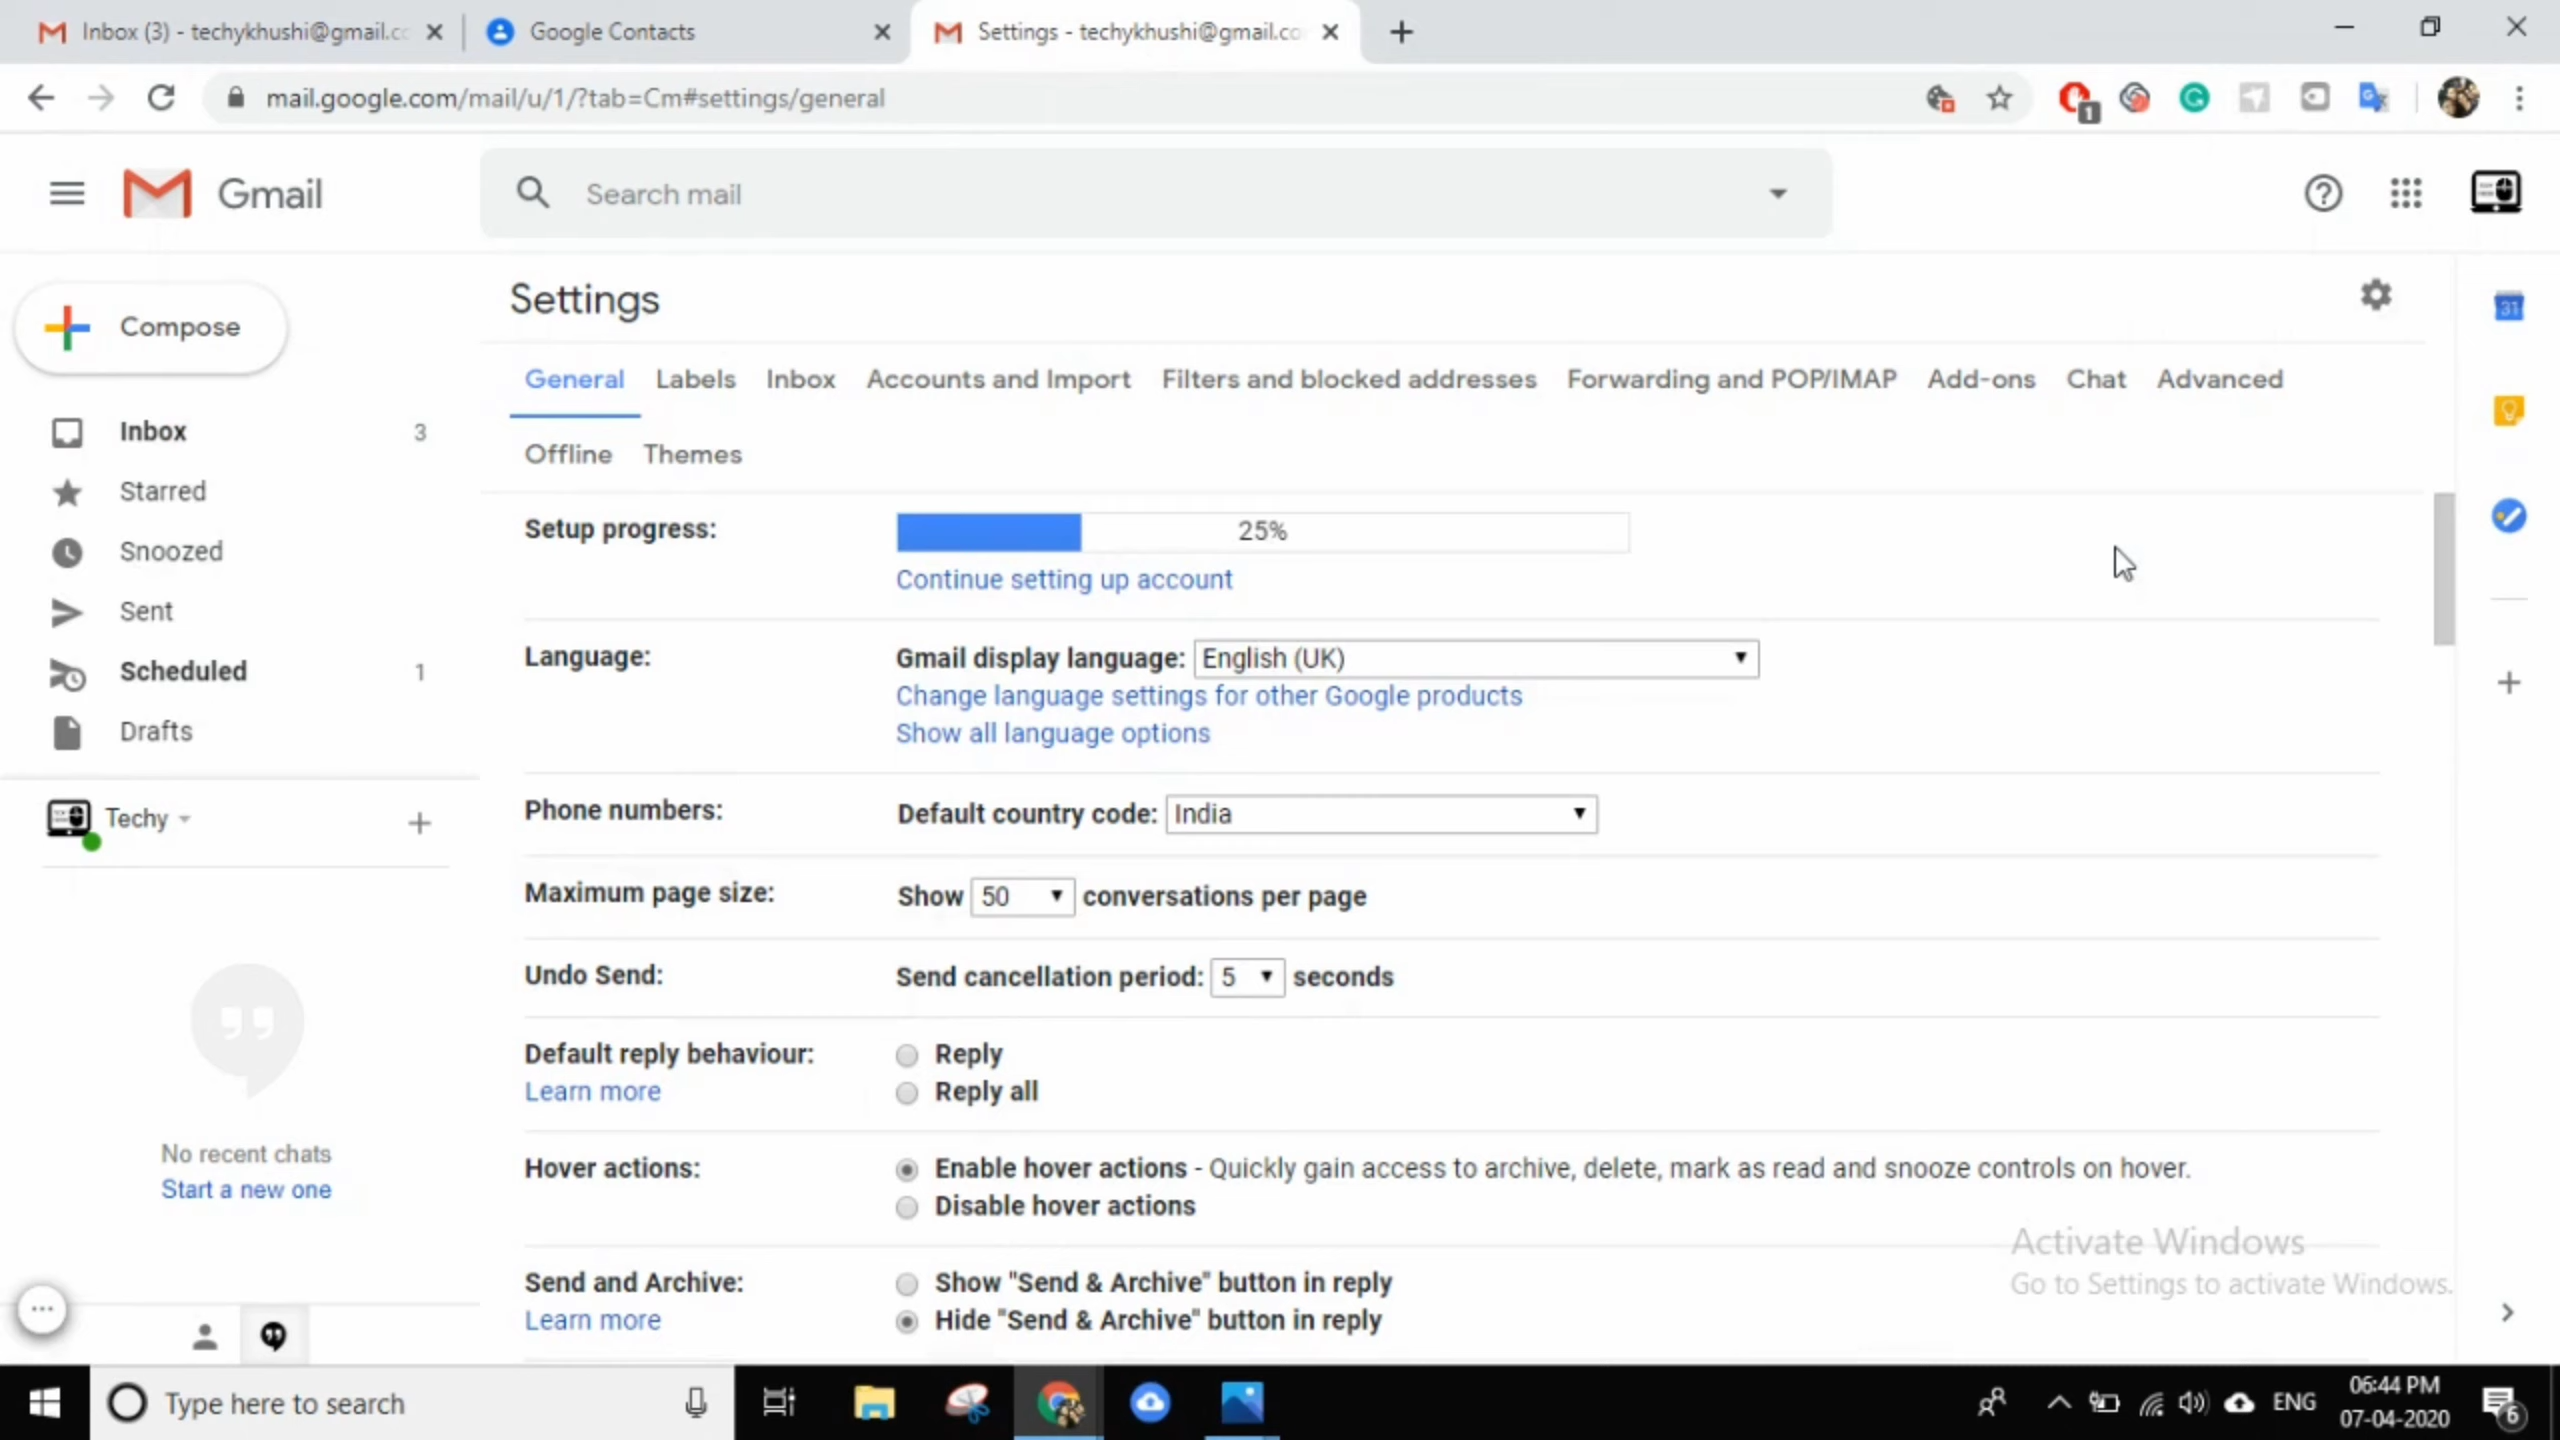 Inbox (3) - techykhushi@gmail.cc
Google Contacts
Settings - techykhushi@gmail.co
mail.google.com/mail/u/1/?tab=Cm#settings/general
1
Gmail
Search mail
Compose
Inbox 3
Starred
Snoozed
Sent
Scheduled 1
Drafts
Techy
No recent chats
Start a new one
Settings
General Labels Inbox Accounts and Import Filters and blocked addresses Forwarding and POP/IMAP Add-ons Chat Advanced
Offline Themes
Setup progress: 25%
Continue setting up account
Language: Gmail display language: English (UK)
Change language settings for other Google products
Show all language options
Phone numbers: Default country code: India
Maximum page size: Show 50 conversations per page
Undo Send: Send cancellation period: 5 seconds
Default reply behaviour: Reply
Learn more Reply all
Hover actions: Enable hover actions - Quickly gain access to archive, delete, mark as read and snooze controls on hover.
Disable hover actions
Send and Archive: Show "Send & Archive" button in reply
Learn more Hide "Send & Archive" button in reply
31
Activate Windows
Go to Settings to activate Windows.
Type here to search
ENG
06:44 PM
07-04-2020
6